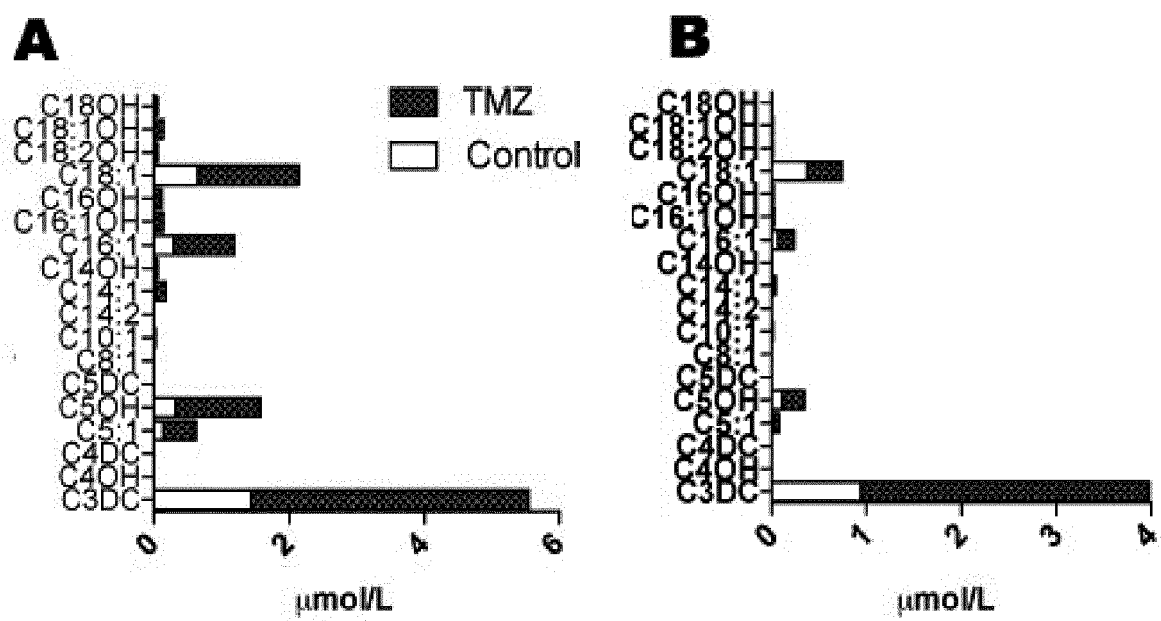 A
TMZ
Control
C18OH
C18:1OH
C18:2OH
C18:1
C16OH
C16:1OH
C16:1
C14OH
C14:1
C14:2
C10:1
C8:1
C5DC
C5OH
C5:1
C4DC
C4OH
C3DC
0 2 4 6
μmol/L
B
C18OH
C18:1OH
C18:2OH
C18:1
C16OH
C16:1OH
C16:1
C14OH
C14:1
C14:2
C10:1
C8:1
C5DC
C5OH
C5:1
C4DC
C4OH
C3DC
0 1 2 3 4
μmol/L